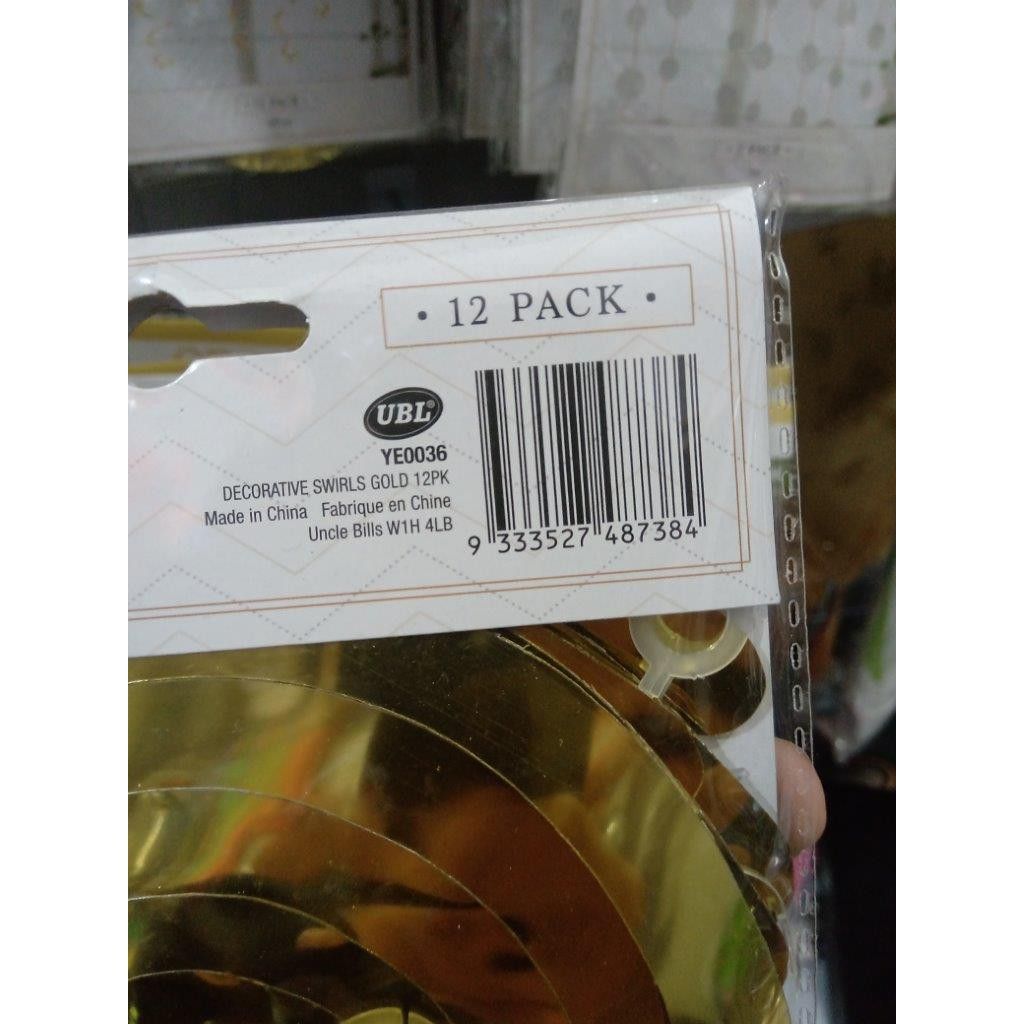 · 12 PACK ·
UBL®
YE0036
DECORATIVE SWIRLS GOLD 12PK
Made in China Fabrique en Chine
Uncle Bills W1H 4LB
9 333527 487384